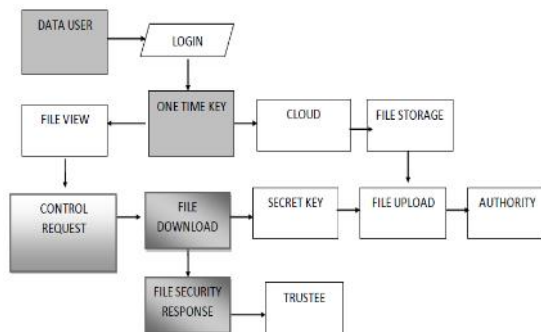 DATA USER
LOGIN
FILE VIEW
ONE TIME KEY
CLOUD
FILE STORAGE
CONTROL
REQUEST
FILE
DOWNLOAD
SECRET KEY
FILE UPLOAD
AUTHORITY
FILE SECURITY
RESPONSE
TRUSTEE